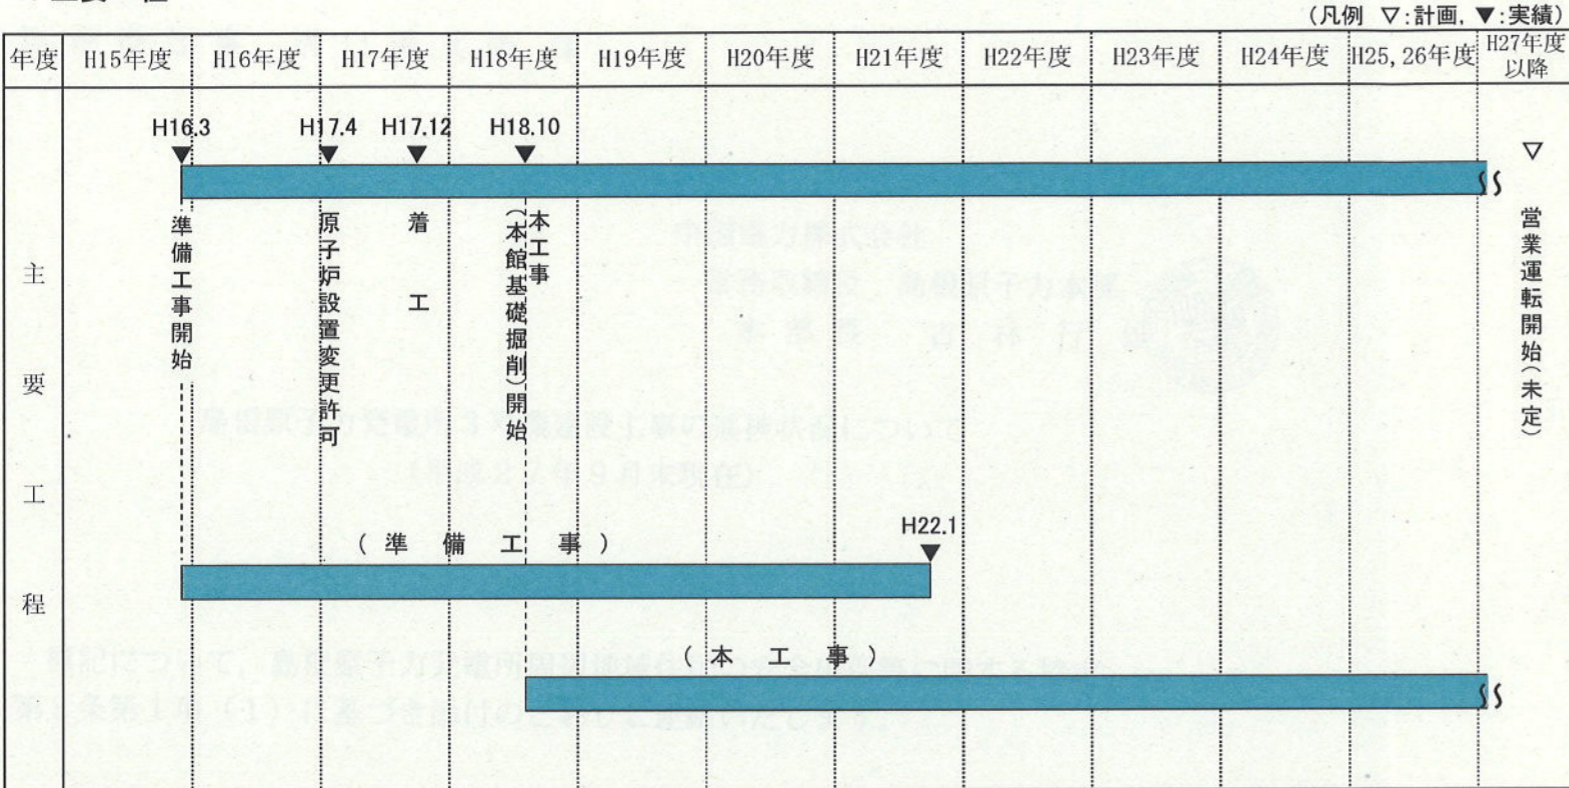 (凡例 ▽:計画, ▼:実績)
年度 H15年度 H16年度 H17年度 H18年度 H19年度 H20年度 H21年度 H22年度 H23年度 H24年度 H25,26年度 H27年度以降
主要工程
H16.3 H17.4 H17.12 H18.10
▼ ▼ ▼ ▼ ▽
準備工事開始
原子炉設置変更許可
着工
本工事
(本館基礎掘削)開始
営業運転開始(未定)
H22.1
▼
(準備工事)
(本工事)